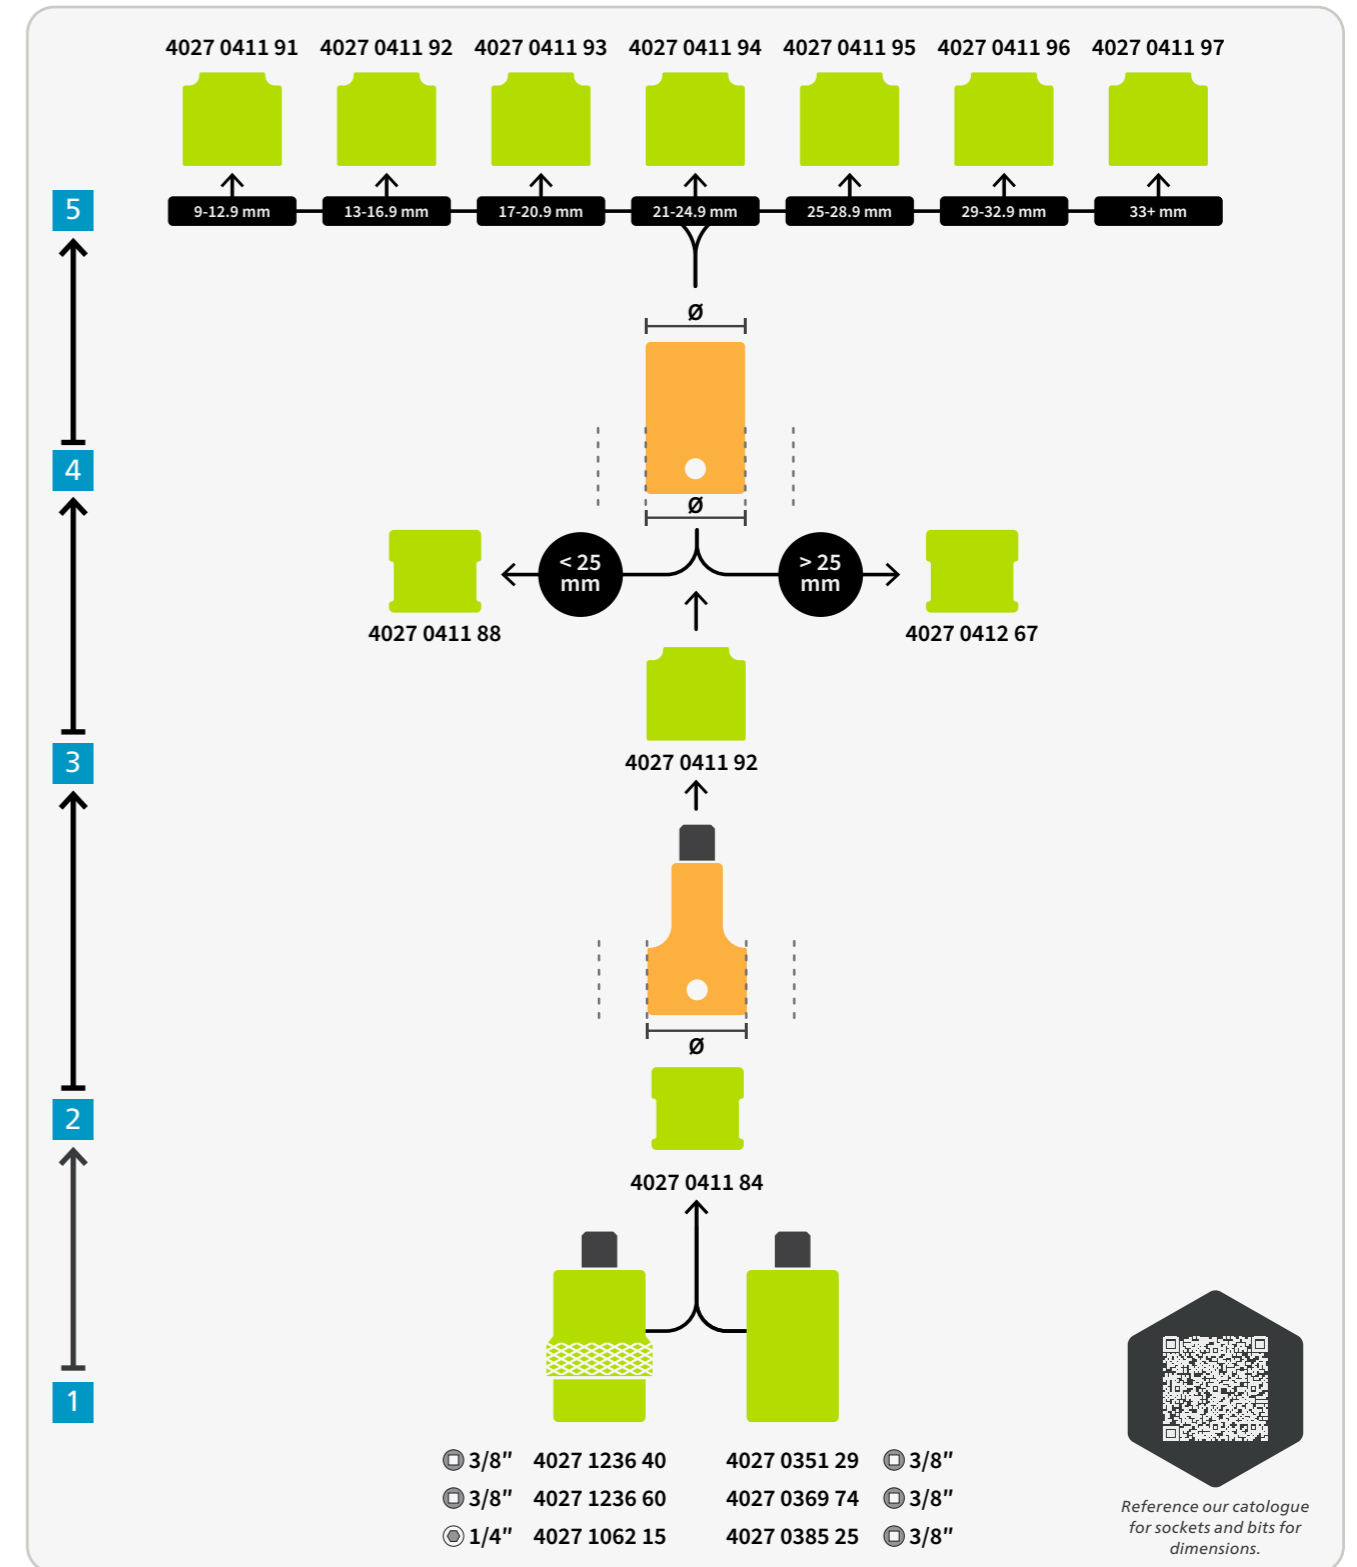 4027 0411 91 4027 0411 92 4027 0411 93 4027 0411 94 4027 0411 95 4027 0411 96 4027 0411 97
5 9-12.9 mm 13-16.9 mm 17-20.9 mm 21-24.9 mm 25-28.9 mm 29-32.9 mm 33+ mm
Ø
4
Ø
< 25
mm
> 25
mm
4027 0411 88 4027 0412 67
3 4027 0411 92
Ø
2
4027 0411 84
1
3/8" 4027 1236 40 4027 0351 29 3/8"
3/8" 4027 1236 60 4027 0369 74 3/8"
1/4" 4027 1062 15 4027 0385 25 3/8"
Reference our catologue
for sockets and bits for
dimensions.